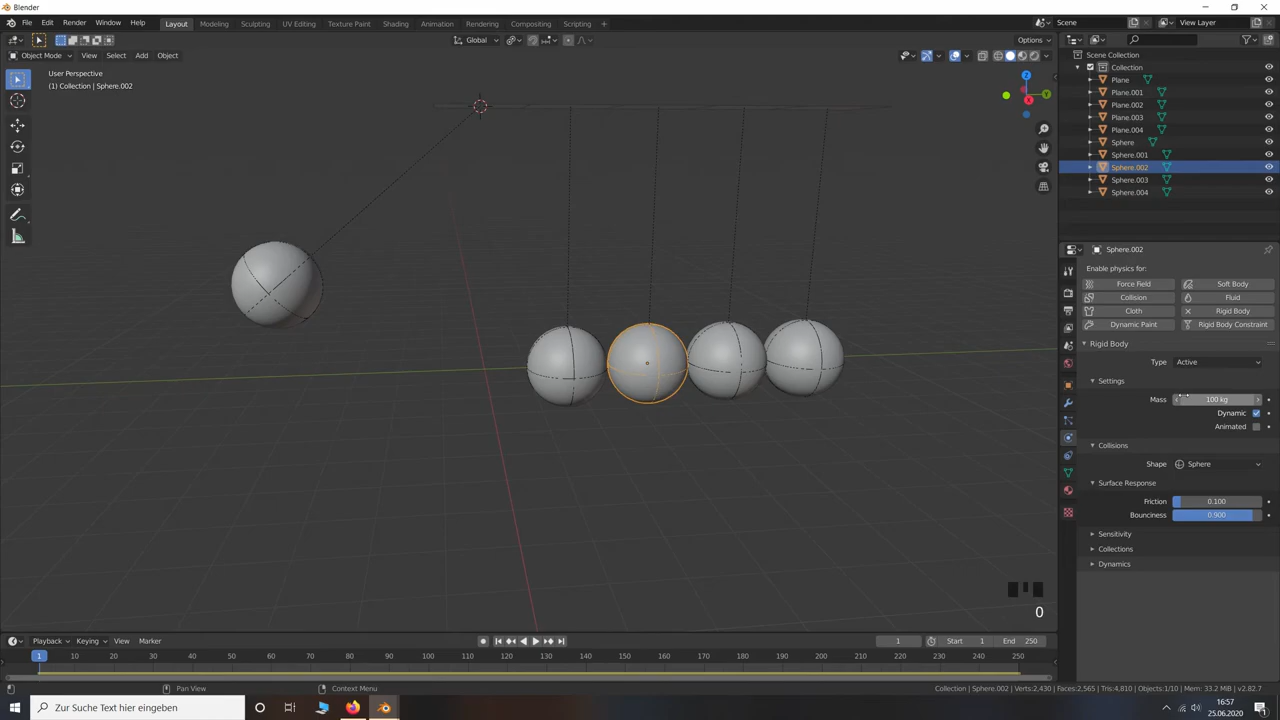 Blender
File Edit Render Window Help
Layout Modeling Sculpting UV Editing Texture Paint Shading Animation Rendering Compositing Scripting +
Scene
View Layer
Global
Options
Object Mode View Select Add Object
User Perspective
(1) Collection | Sphere.002
Z
X
Y
0
Scene Collection
Collection
Plane
Plane.001
Plane.002
Plane.003
Plane.004
Sphere
Sphere.001
Sphere.002
Sphere.003
Sphere.004
Sphere.002
Enable physics for:
Force Field Soft Body
Collision Fluid
Cloth Rigid Body
Dynamic Paint Rigid Body Constraint
Rigid Body
Type Active
Settings
Mass 100 kg
Dynamic
Animated
Collisions
Shape Sphere
Surface Response
Friction 0.100
Bounciness 0.900
Sensitivity
Collections
Dynamics
Playback Keying View Marker
1 Start 1 End 250
1 10 20 30 40 50 60 70 80 90 100 110 120 130 140 150 160 170 180 190 200 210 220 230 240 250
Pan View Context Menu
Collection | Sphere.002 | Verts:2,430 | Faces:2,565 | Tris:4,810 | Objects:1/10 | Mem: 33.2 MiB | v2.82.7
Zur Suche Text hier eingeben
16:57
25.06.2020